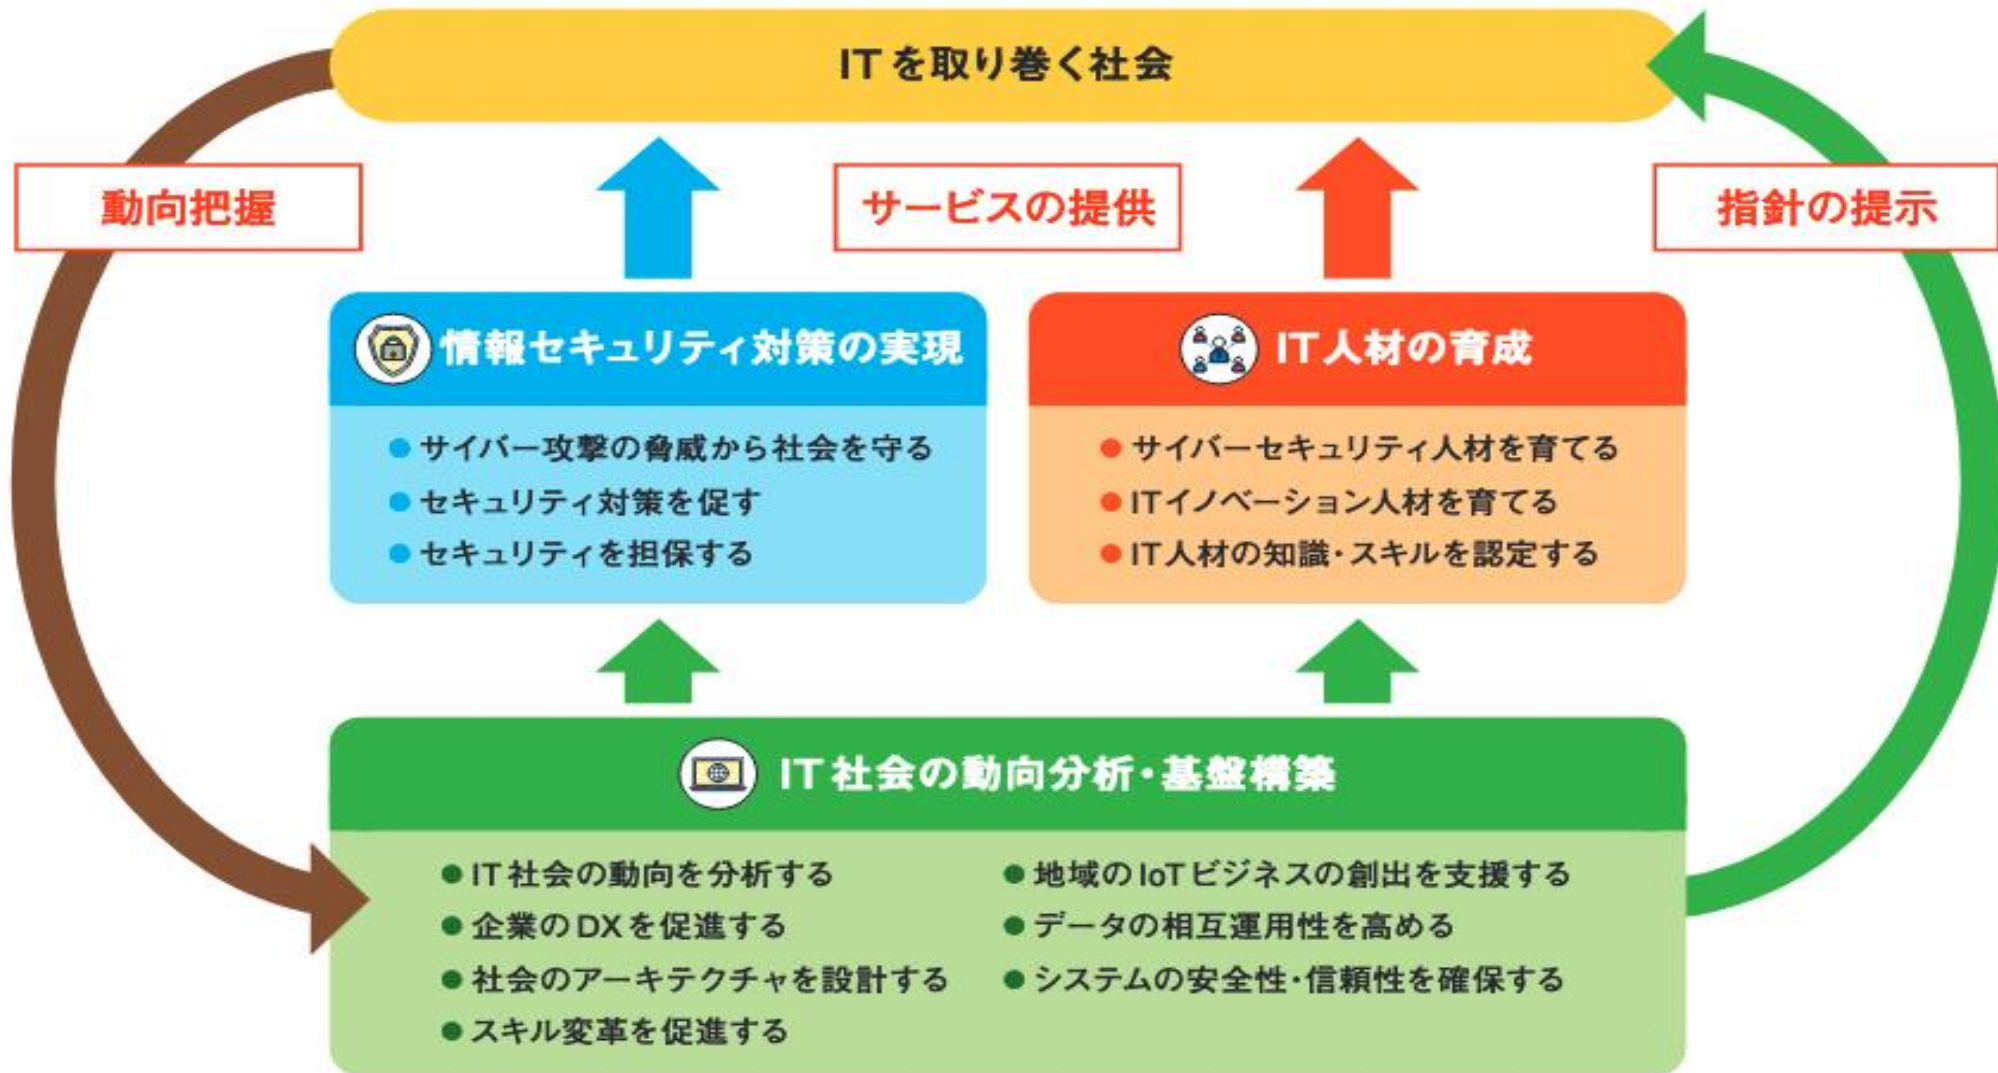 ITを取り巻く社会
動向把握
サービスの提供
指針の提示
情報セキュリティ対策の実現
サイバー攻撃の脅威から社会を守る
セキュリティ対策を促す
セキュリティを担保する
IT人材の育成
サイバーセキュリティ人材を育てる
ITイノベーション人材を育てる
IT人材の知識・スキルを認定する
IT社会の動向分析・基盤構築
IT社会の動向を分析する
企業のDXを促進する
社会のアーキテクチャを設計する
スキル変革を促進する
地域のIoTビジネスの創出を支援する
データの相互運用性を高める
システムの安全性・信頼性を確保する